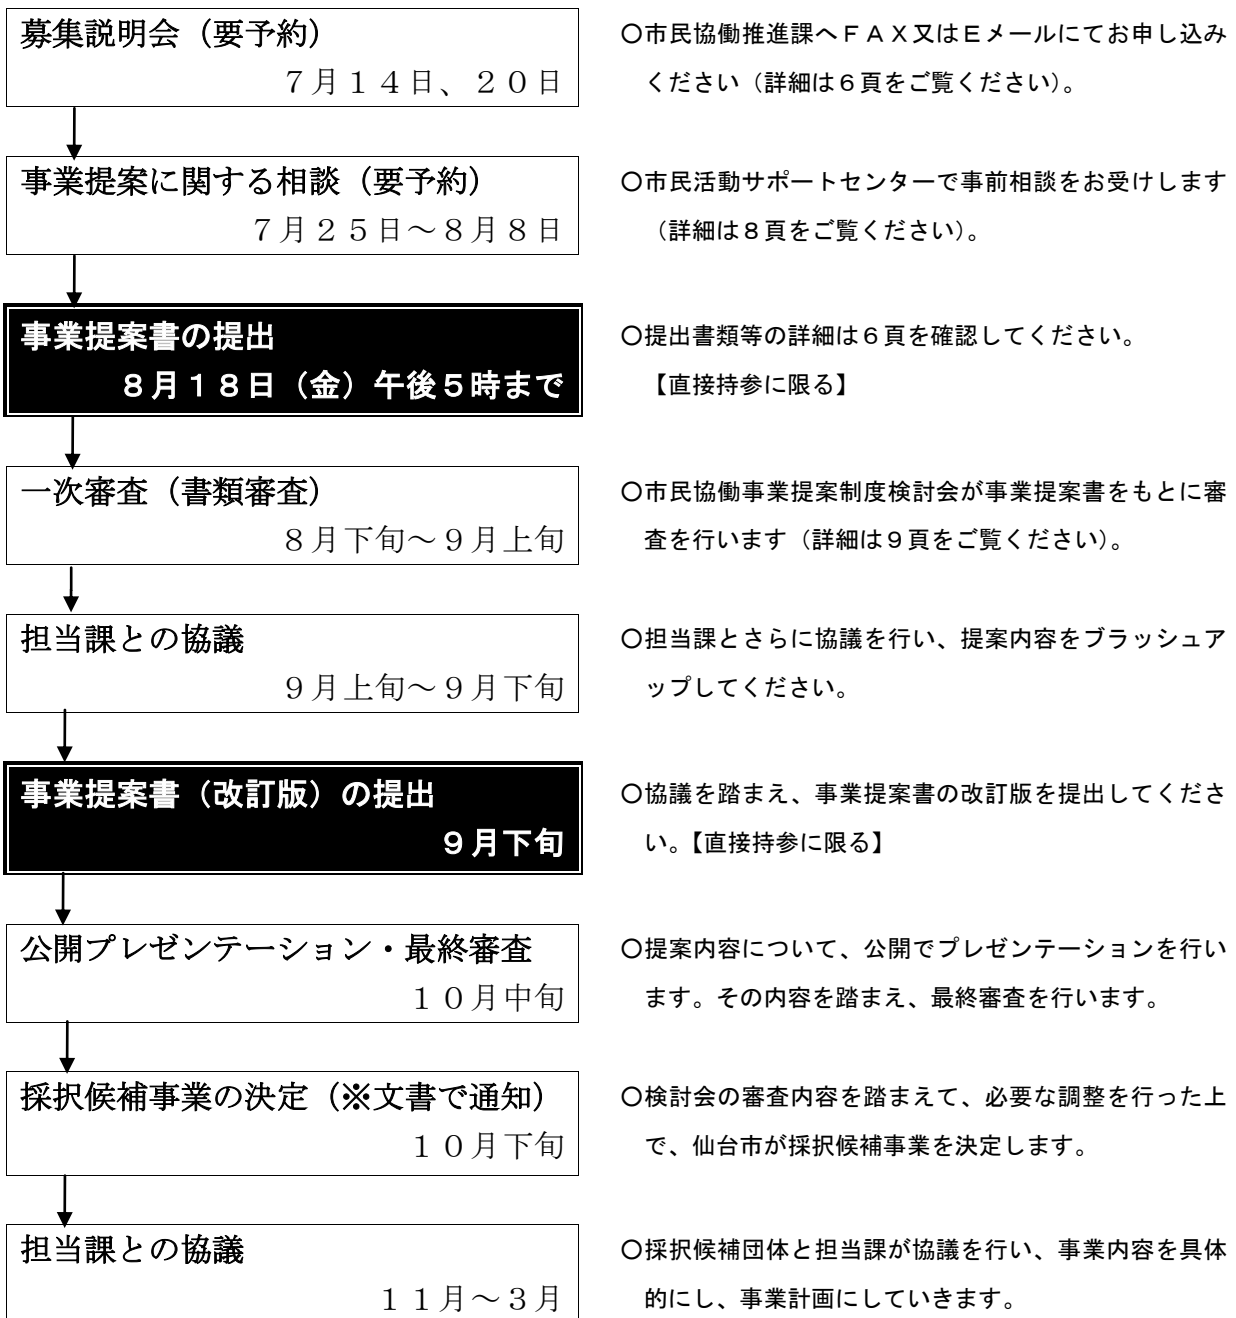 募集説明会（要予約）
７月１４日、２０日
○市民協働推進課へＦＡＸ又はＥメールにてお申し込み
ください（詳細は６頁をご覧ください）。
事業提案に関する相談（要予約）
７月２５日～８月８日
○市民活動サポートセンターで事前相談をお受けします
（詳細は８頁をご覧ください）。
事業提案書の提出
８月１８日（金）午後５時まで
○提出書類等の詳細は６頁を確認してください。
【直接持参に限る】
一次審査（書類審査）
８月下旬～９月上旬
○市民協働事業提案制度検討会が事業提案書をもとに審
査を行います（詳細は９頁をご覧ください）。
担当課との協議
９月上旬～９月下旬
○担当課とさらに協議を行い、提案内容をブラッシュア
ップしてください。
事業提案書（改訂版）の提出
９月下旬
○協議を踏まえ、事業提案書の改訂版を提出してくださ
い。【直接持参に限る】
公開プレゼンテーション・最終審査
１０月中旬
○提案内容について、公開でプレゼンテーションを行い
ます。その内容を踏まえ、最終審査を行います。
採択候補事業の決定（※文書で通知）
１０月下旬
○検討会の審査内容を踏まえて、必要な調整を行った上
で、仙台市が採択候補事業を決定します。
担当課との協議
１１月～３月
○採択候補団体と担当課が協議を行い、事業内容を具体
的にし、事業計画にしていきます。